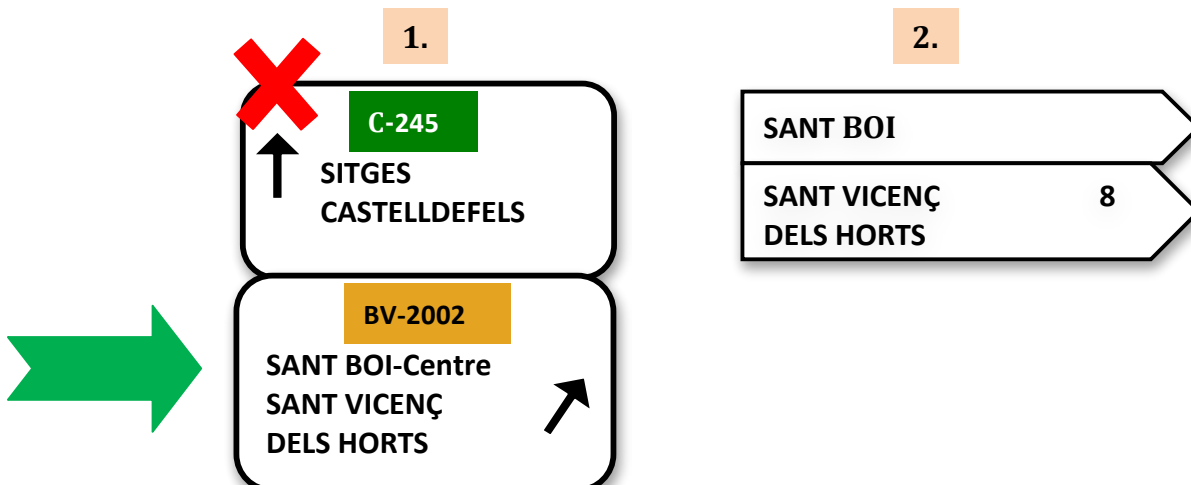 1.
C-245
SITGES
CASTELLDEFELS
BV-2002
SANT BOI-Centre
SANT VICENÇ
DELS HORTS
2.
SANT BOI
SANT VICENÇ 8
DELS HORTS